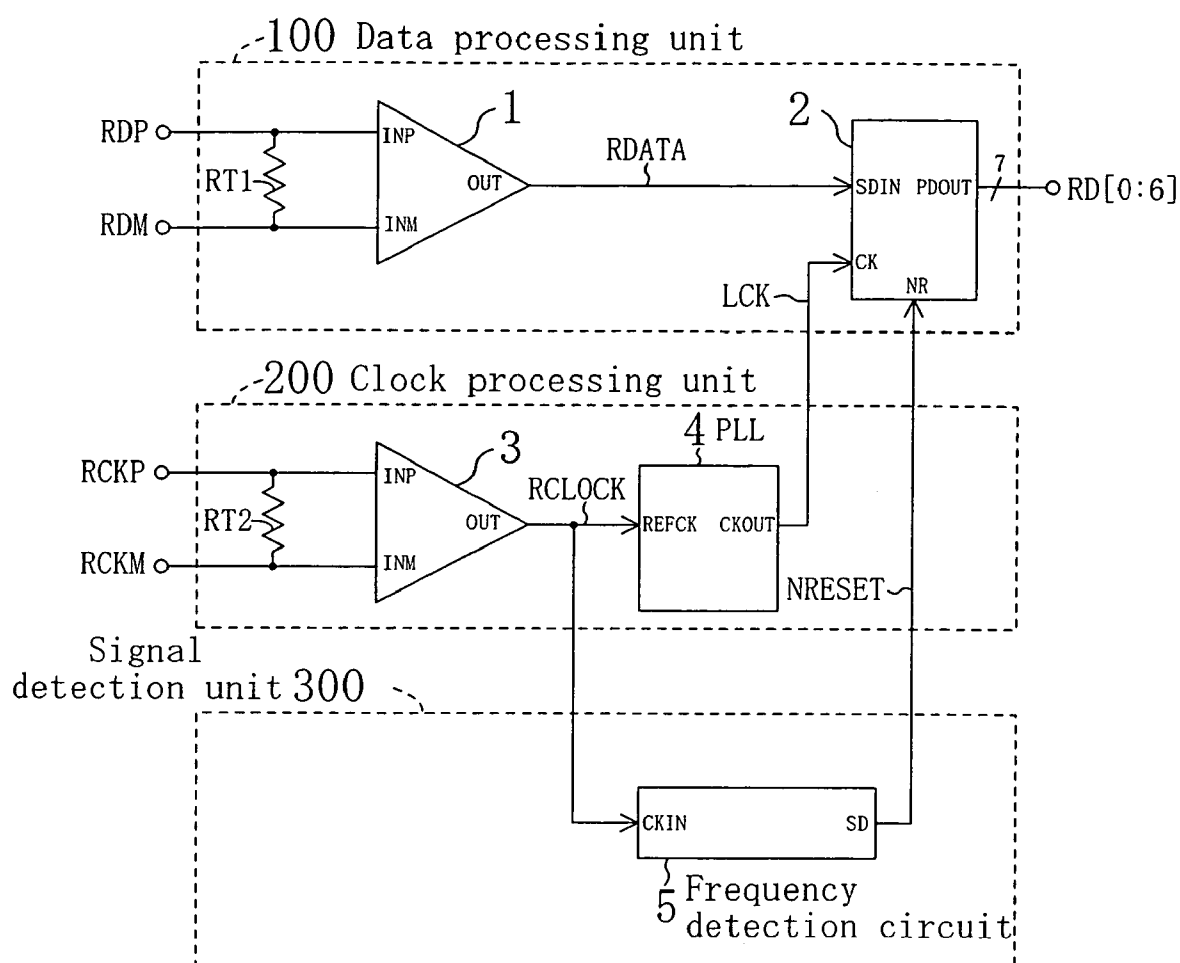 100 Data processing unit
RDP
RT1
RDM
INP
INM
OUT
1
RDATA
2
SDIN PDOUT
CK
NR
7
RD[0:6]
LCK
200 Clock processing unit
RCKP
RT2
RCKM
INP
INM
OUT
3
RCLOCK
4 PLL
REFCK CKOUT
NRESET
Signal
detection unit 300
CKIN SD
5 Frequency
detection circuit